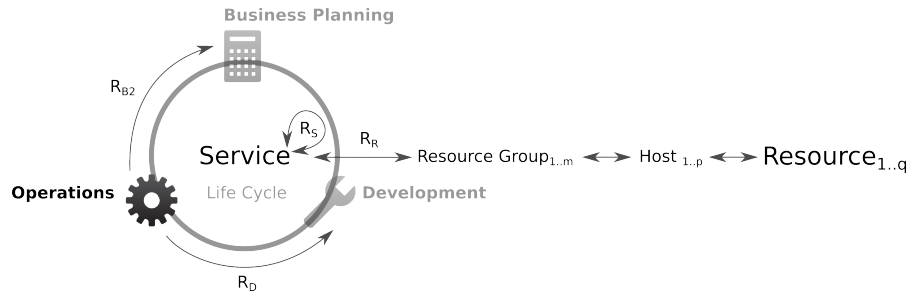 Business Planning
R_B2
R_S
R_R
Service
Resource Group_1..m
Host _1..p
Resource_1..q
Operations
Life Cycle
Development
R_D